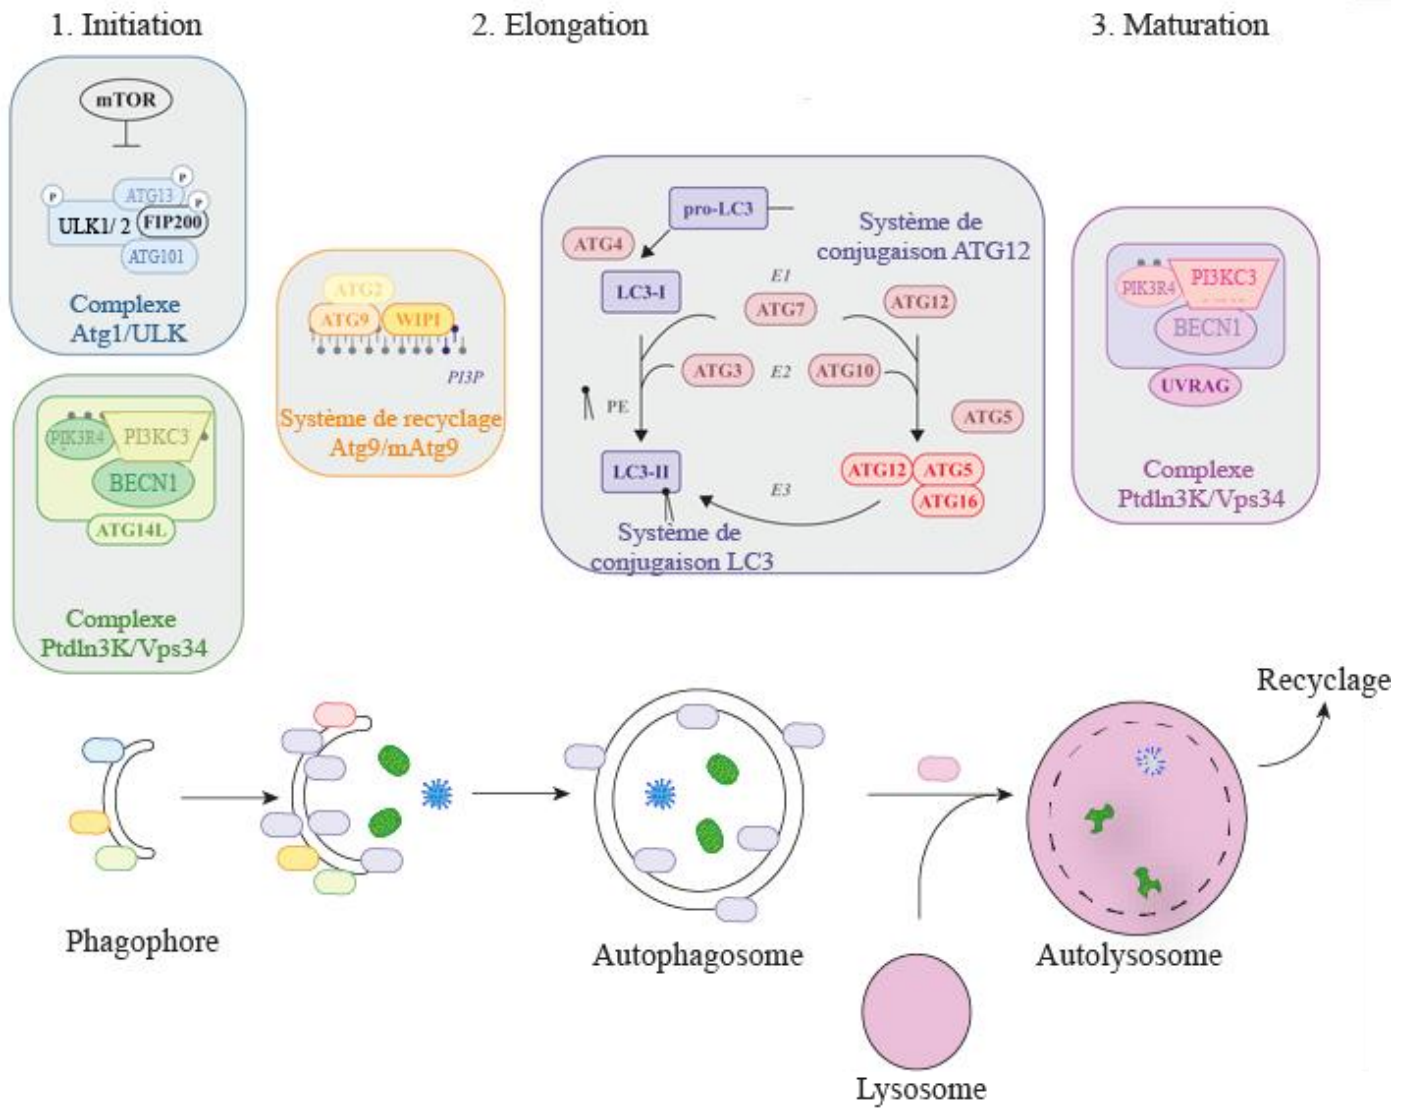 1. Initiation
2. Elongation
3. Maturation
mTOR
P
P
P
ATG13
ULK1/ 2
FIP200
ATG101
Complexe
Atg1/ULK
PIK3R4
PI3KC3
BECN1
ATG14L
Complexe
Ptdln3K/Vps34
ATG2
ATG9
WIPI
PI3P
Système de recyclage
Atg9/mAtg9
pro-LC3
Système de
conjugaison ATG12
ATG4
LC3-I
E1
ATG7
ATG12
ATG3
E2
ATG10
PE
ATG5
LC3-II
E3
ATG12
ATG5
ATG16
Système de
conjugaison LC3
PIK3R4
PI3KC3
BECN1
UVRAG
Complexe
Ptdln3K/Vps34
Recyclage
Phagophore
Autophagosome
Autolysosome
Lysosome